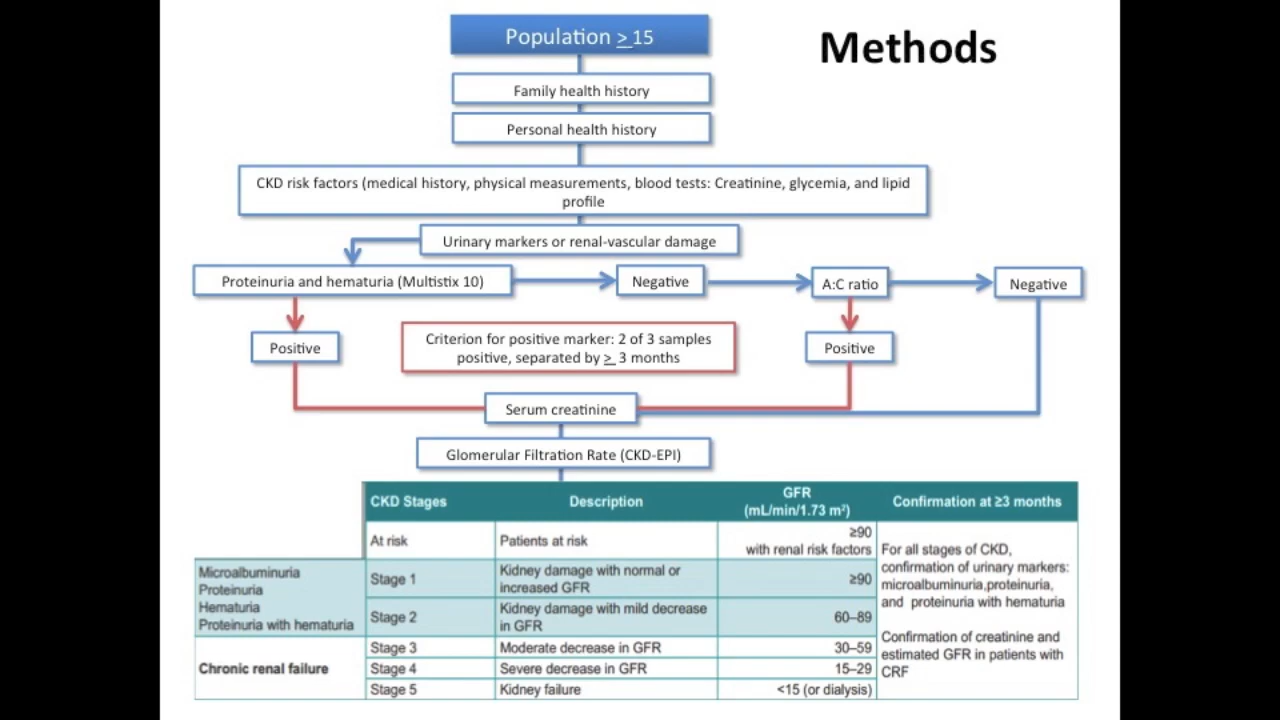 Methods
Population > 15
Family health history
Personal health history
CKD risk factors (medical history, physical measurements, blood tests: Creatinine, glycemia, and lipid
profile
Urinary markers or renal-vascular damage
Proteinuria and hematuria (Multistix 10)
Negative
A:C ratio
Negative
Positive
Criterion for positive marker: 2 of 3 samples
positive, separated by > 3 months
Positive
Serum creatinine
Glomerular Filtration Rate (CKD-EPI)
CKD Stages
Description
GFR
(mL/min/1.73 m²)
Confirmation at ≥3 months
At risk
Patients at risk
≥90
with renal risk factors
Microalbuminuria
Proteinuria
Hematuria
Proteinuria with hematuria
Stage 1
Kidney damage with normal or
increased GFR
≥90
Stage 2
Kidney damage with mild decrease
in GFR
60–89
Chronic renal failure
Stage 3
Moderate decrease in GFR
30–59
Stage 4
Severe decrease in GFR
15–29
Stage 5
Kidney failure
<15 (or dialysis)
For all stages of CKD,
confirmation of urinary markers:
microalbuminuria,proteinuria,
and proteinuria with hematuria
Confirmation of creatinine and
estimated GFR in patients with
CRF